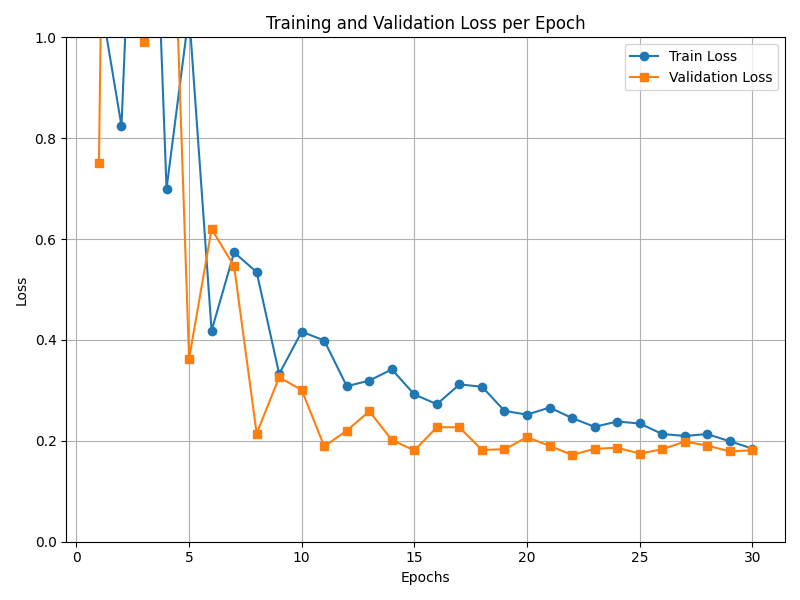 Training and Validation Loss per Epoch
Train Loss
Validation Loss
1.0
0.8
0.6
0.4
0.2
0.0
Loss
0 5 10 15 20 25 30
Epochs